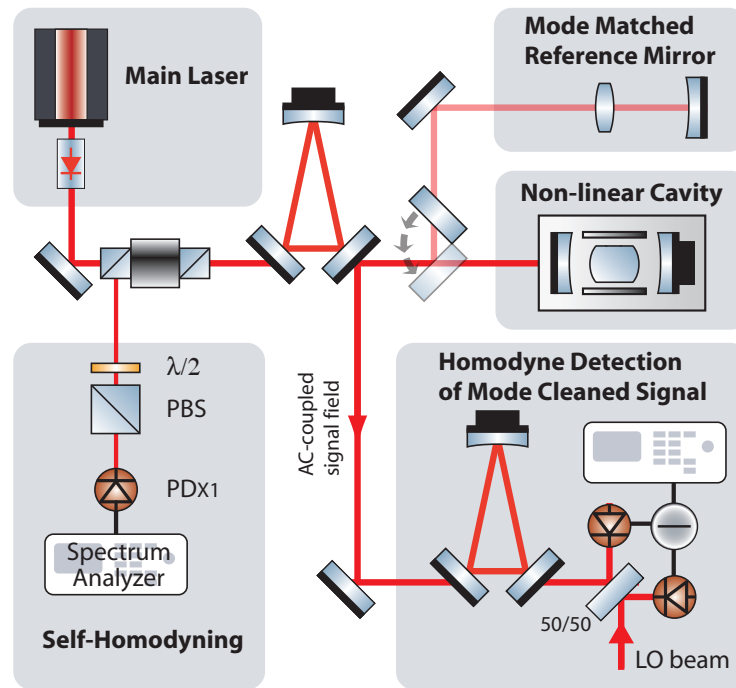 Main Laser
Mode Matched
Reference Mirror
Non-linear Cavity
λ/2
PBS
PDX1
Spectrum
Analyzer
Self-Homodyning
AC-coupled
signal field
Homodyne Detection
of Mode Cleaned Signal
50/50
LO beam